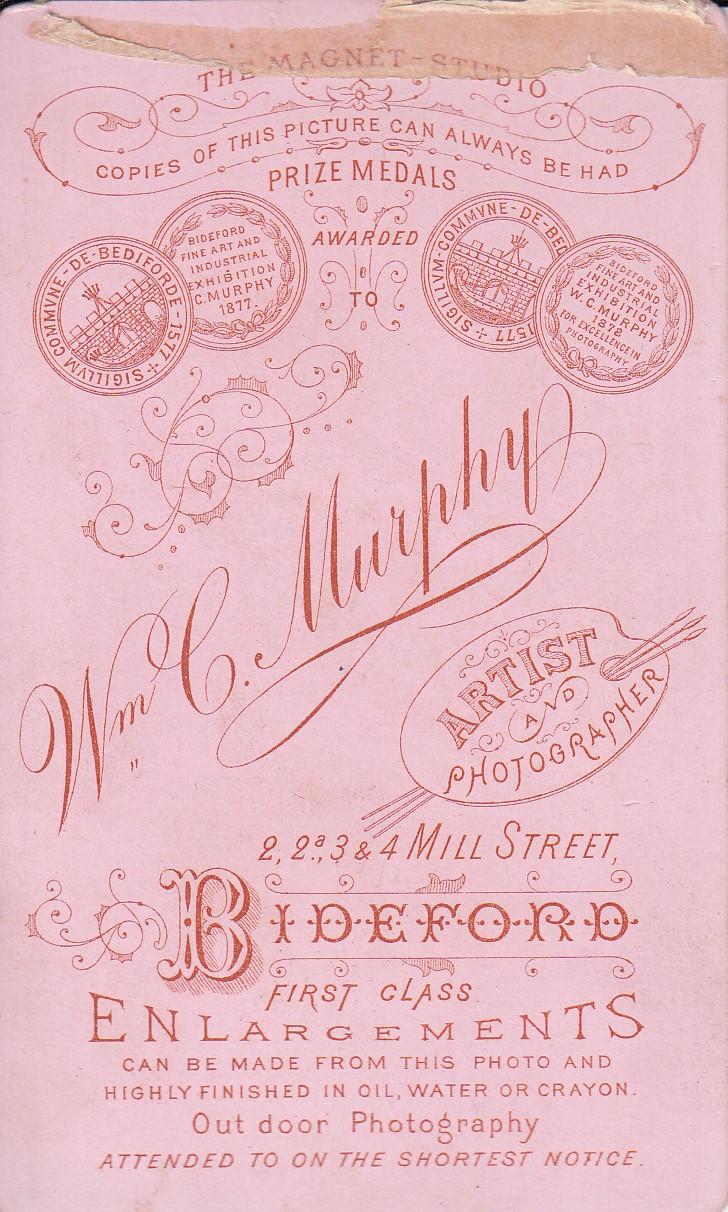 THE MAGNET-STUDIO
COPIES OF THIS PICTURE CAN ALWAYS BE HAD
PRIZE MEDALS
AWARDED
TO
COMMVNE-DE-BEDIFORDE-1577 + SIGILLVM
BIDEFORD
FINE ART AND
INDUSTRIAL
EXHIBITION
C. MURPHY
1877.
SIGILLVM COMMVNE-DE-BED
1577 +
BIDEFORD
FINE ART AND
INDUSTRIAL
EXHIBITION
W. C. MURPHY
1878
FOR EXCELLENCE IN
PHOTOGRAPHY
Wm C. Murphy
ARTIST
AND
PHOTOGRAPHER
2, 2a, 3 & 4 MILL STREET,
BIDEFORD
FIRST CLASS
ENLARGEMENTS
CAN BE MADE FROM THIS PHOTO AND
HIGHLY FINISHED IN OIL, WATER OR CRAYON.
Out door Photography
ATTENDED TO ON THE SHORTEST NOTICE.